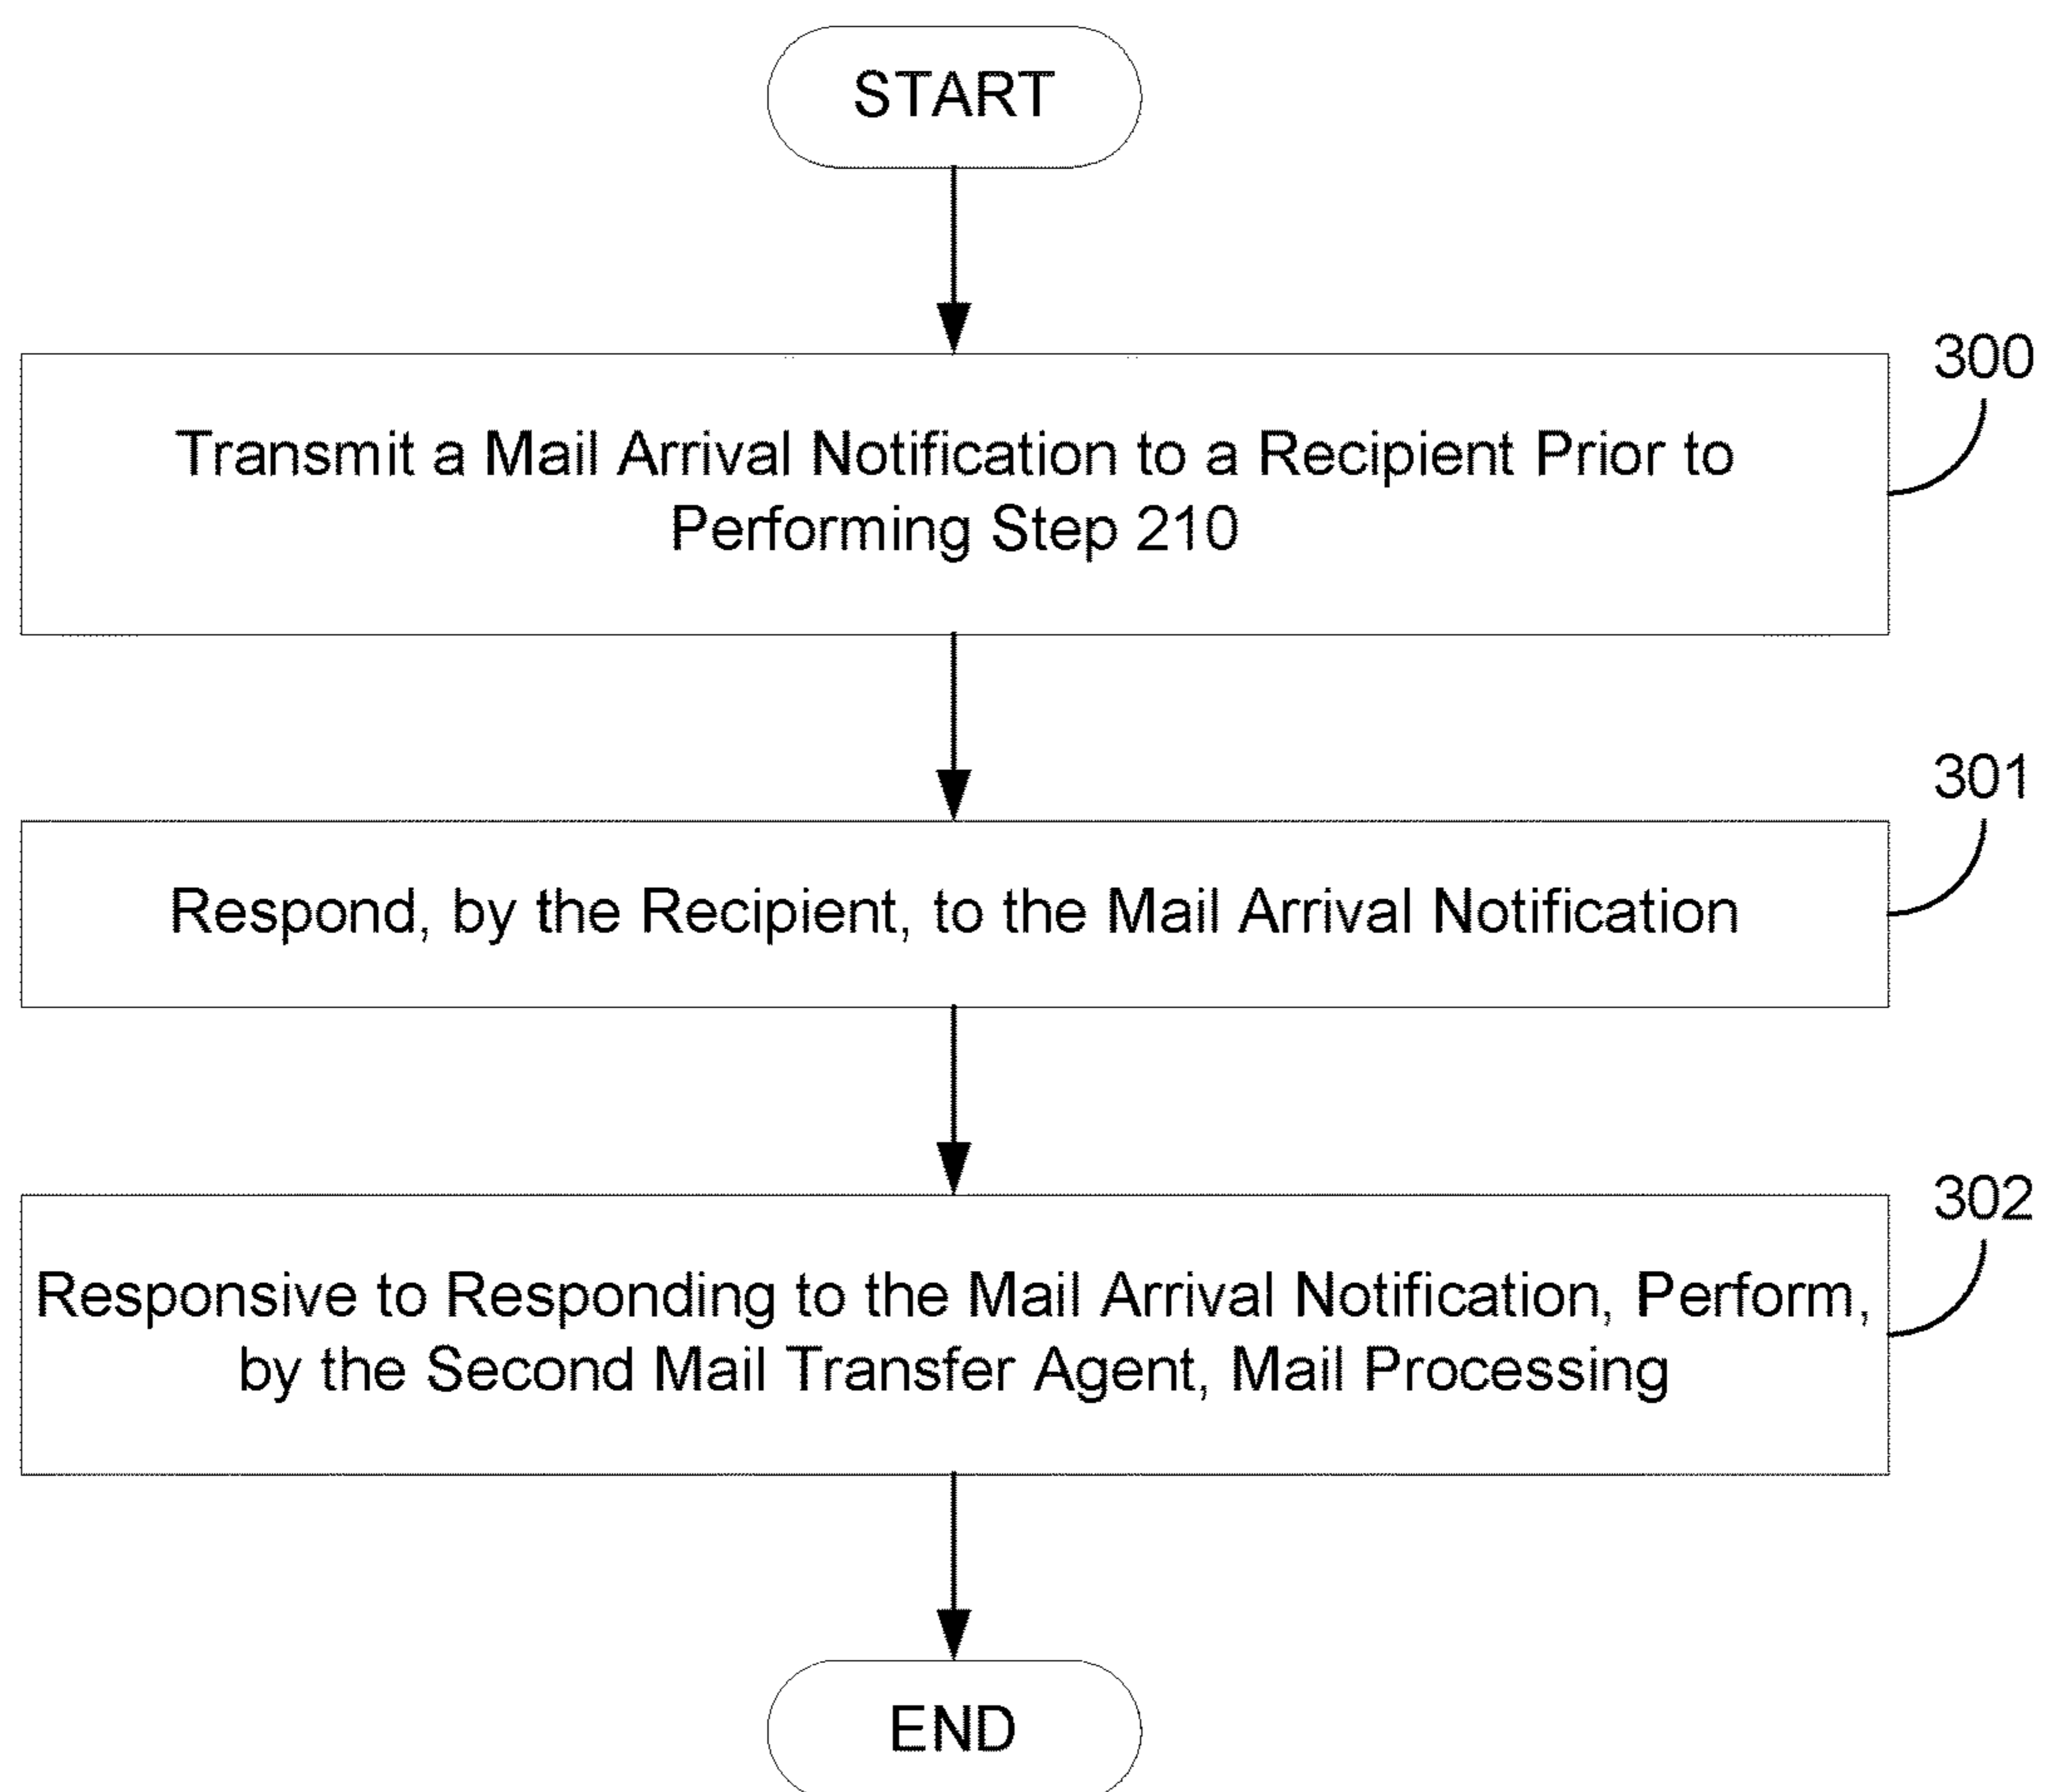 START
300
Transmit a Mail Arrival Notification to a Recipient Prior to
Performing Step 210
301
Respond, by the Recipient, to the Mail Arrival Notification
302
Responsive to Responding to the Mail Arrival Notification, Perform,
by the Second Mail Transfer Agent, Mail Processing
END